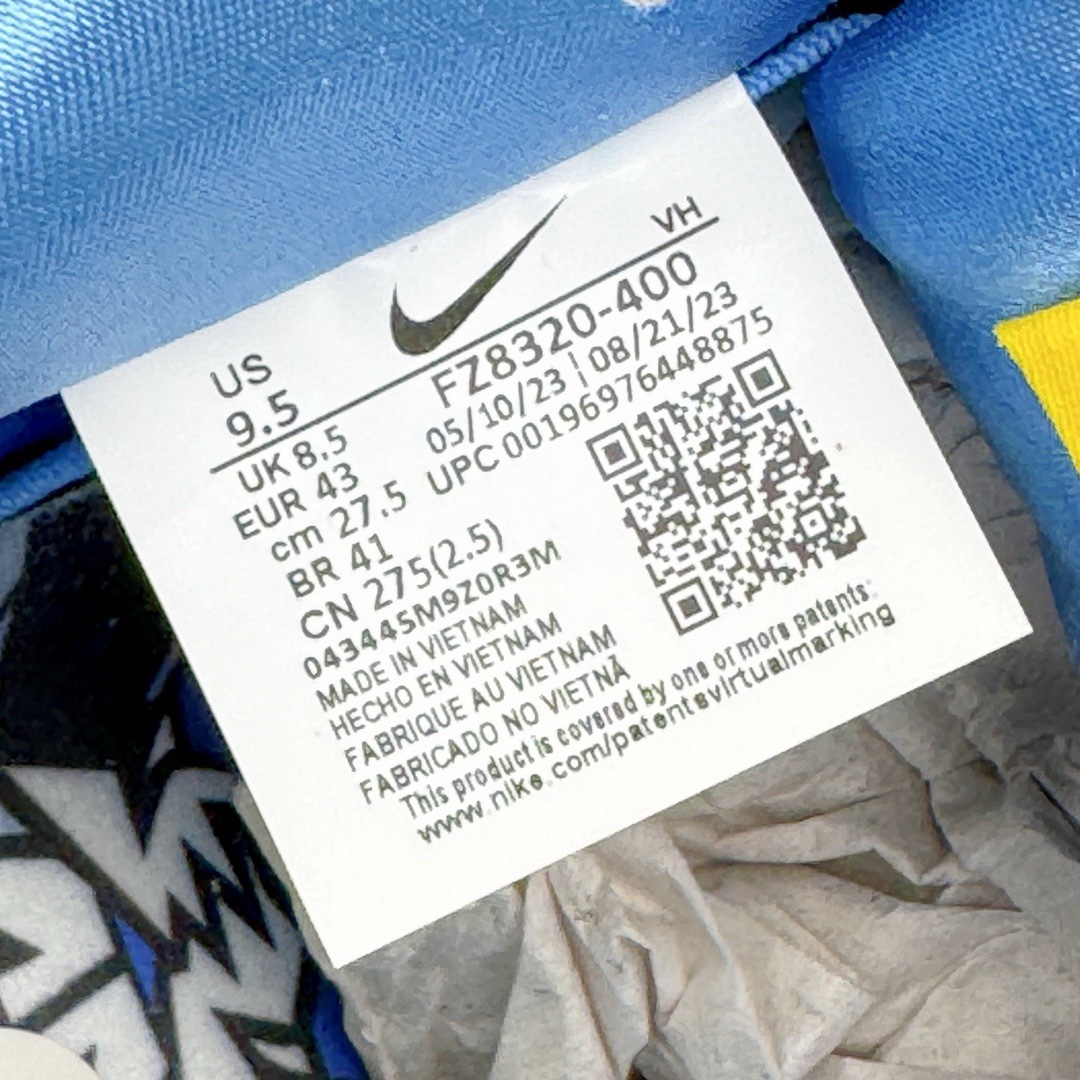 US
9.5
VH
UK 8.5
EUR 43
cm 27.5
BR 41
CN 275(2.5)
FZ8320-400
05/10/23 | 08/21/23
UPC 00196976448875
043445M9Z0R3M
MADE IN VIETNAM
HECHO EN VIETNAM
FABRIQUE AU VIETNAM
FABRICADO NO VIETNÃ
This product is covered by one or more patents:
www.nike.com/patentsvirtualmarking